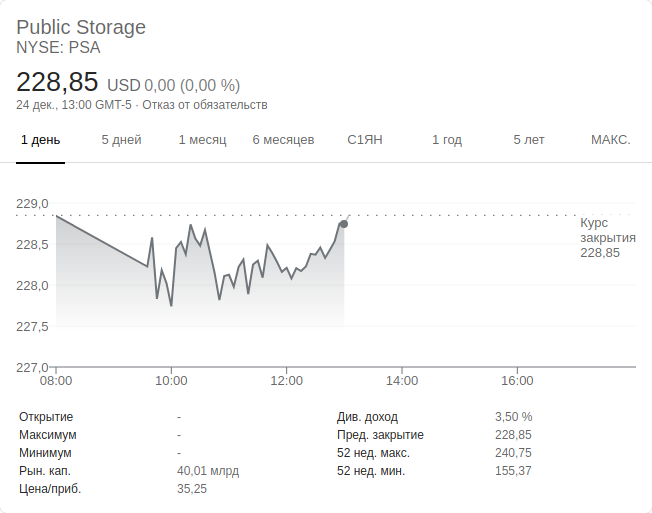 Public Storage
NYSE: PSA
228,85 USD 0,00 (0,00 %)
24 дек., 13:00 GMT-5 · Отказ от обязательств
1 день 5 дней 1 месяц 6 месяцев С1ЯН 1 год 5 лет МАКС.
229,0
228,5
228,0
227,5
227,0
Курс
закрытия
228,85
08:00 10:00 12:00 14:00 16:00
Открытие - Див. доход 3,50 %
Максимум - Пред. закрытие 228,85
Минимум - 52 нед. макс. 240,75
Рын. кап. 40,01 млрд 52 нед. мин. 155,37
Цена/приб. 35,25